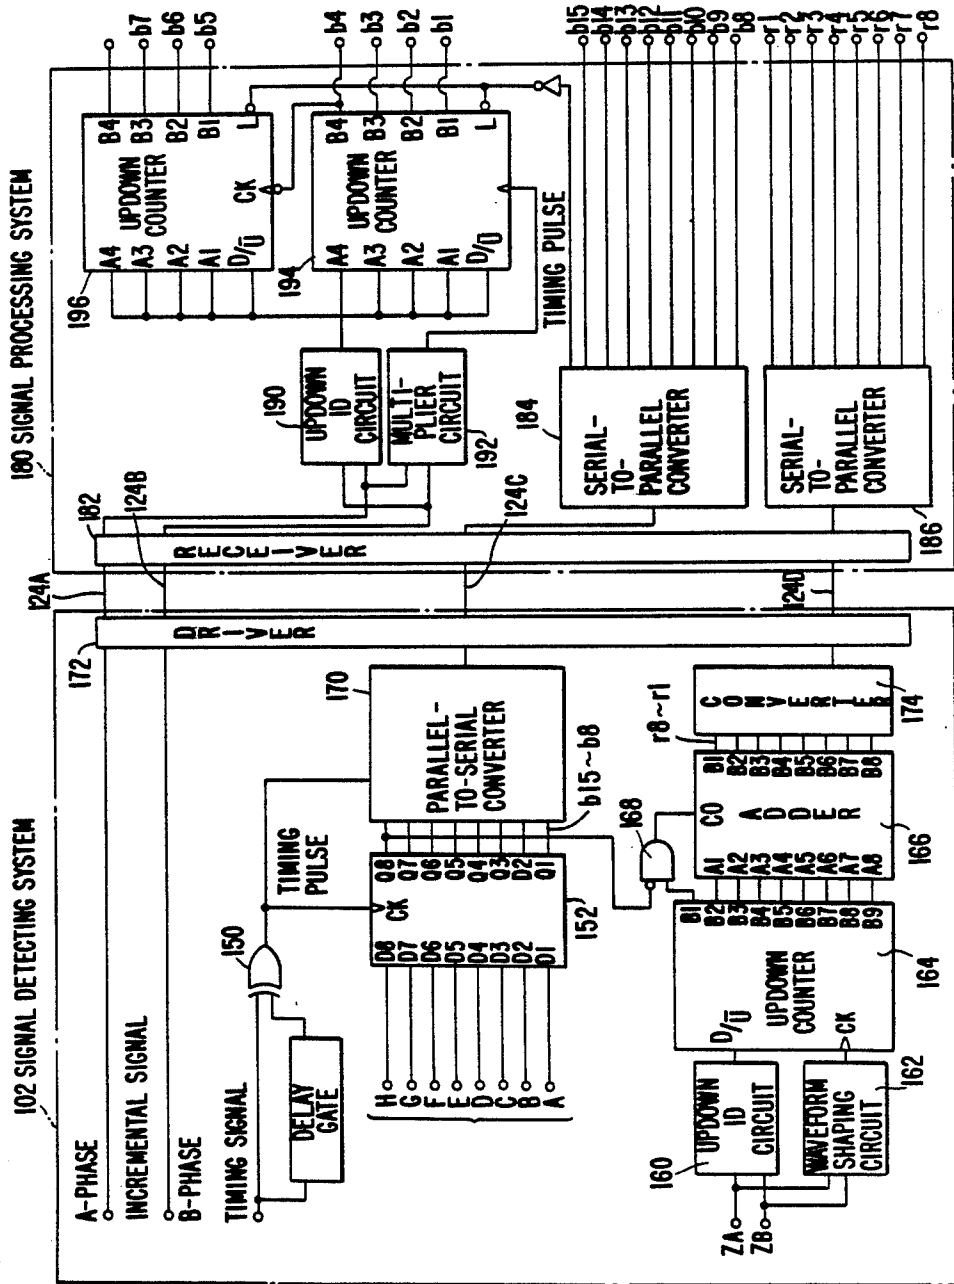 102 SIGNAL DETECTING SYSTEM
A-PHASE
INCREMENTAL SIGNAL
B-PHASE
TIMING SIGNAL
DELAY
GATE
150
TIMING
PULSE
H
G
F
E
D
C
B
A
D8
D7
D6
D5
D4
D3
D2
D1
CK
Q8
Q7
Q6
Q5
Q4
Q3
D2
Q1
152
PARALLEL-
TO-SERIAL
CONVERTER
170
b15~b8
168
ZA
ZB
160
UPDOWN
ID
CIRCUIT
WAVEFORM
SHAPING
CIRCUIT
162
D/U̅
UPDOWN
COUNTER
CK
164
B1
B2
B3
B4
B5
B6
B7
B8
B9
A1
A2
A3
A4
A5
A6
A7
A8
CO
ADDER
166
B1
B2
B3
B4
B5
B6
B7
B8
r8~r1
CONVERTER
174
172
DRIVER
124A
124B
124C
124D
180 SIGNAL PROCESSING SYSTEM
182
RECEIVER
190
UPDOWN
ID
CIRCUIT
MULTI-
PLIER
CIRCUIT
192
196
A4
A3
A2
A1
D/U̅
UPDOWN
COUNTER
CK
B4
B3
B2
B1
L
b7
b6
b5
194
A4
A3
A2
A1
D/U̅
UPDOWN
COUNTER
B4
B3
B2
B1
L
b4
b3
b2
b1
TIMING PULSE
184
SERIAL-
TO-
PARALLEL
CONVERTER
b15
b14
b13
b12
b11
b10
b9
b8
SERIAL-
TO-
PARALLEL
CONVERTER
186
r1
r2
r3
r4
r5
r6
r7
r8